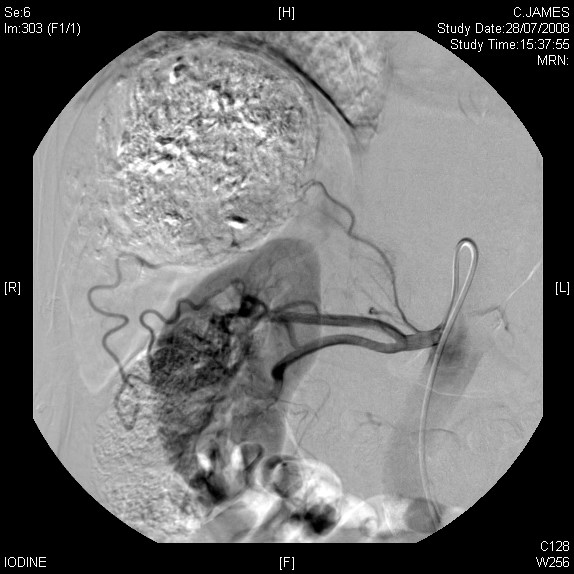 Se:6
Im:303 (F1/1)
[H]
C.JAMES
Study Date:28/07/2008
Study Time:15:37:55
MRN:
[R]
[L]
IODINE
[F]
C128
W256